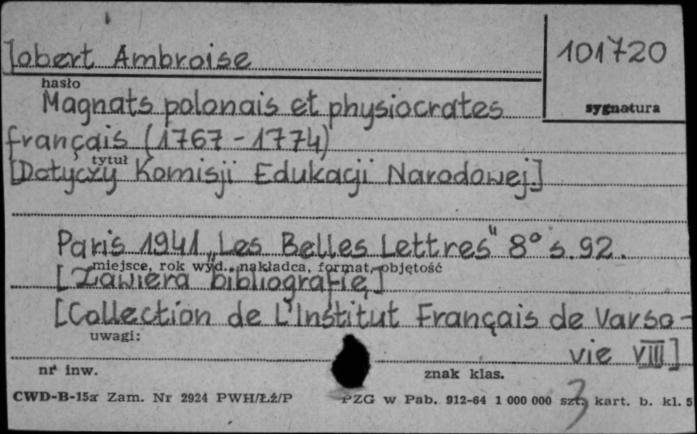 Jobert Ambroise
101720
hasło
sygnatura
Magnats polonais et physiocrates
français (1767-1774)
tytuł
[Dotyczy Komisji Edukacji Narodowej]
Paris 1941 „Les Belles Lettres" 8° s. 92.
miejsce, rok wyd., nakładca, format, objętość
[Zawiera bibliografię]
[Collection de L'Institut Français de Varso-
uwagi:
vie VIII]
nr inw.
znak klas.
3
CWD-B-15a Zam. Nr 2924 PWH/Łź/P PZG w Pab. 912-64 1 000 000 szt. kart. b. kl. 5